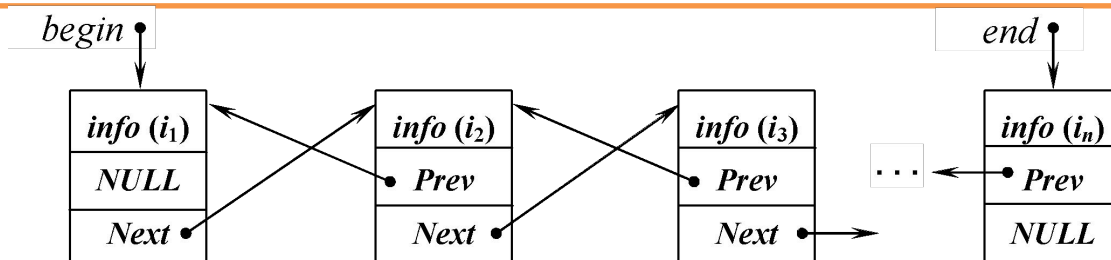 begin
end
info (i1)
info (i2)
info (i3)
info (in)
NULL
Prev
Prev
...
Prev
Next
Next
Next
NULL